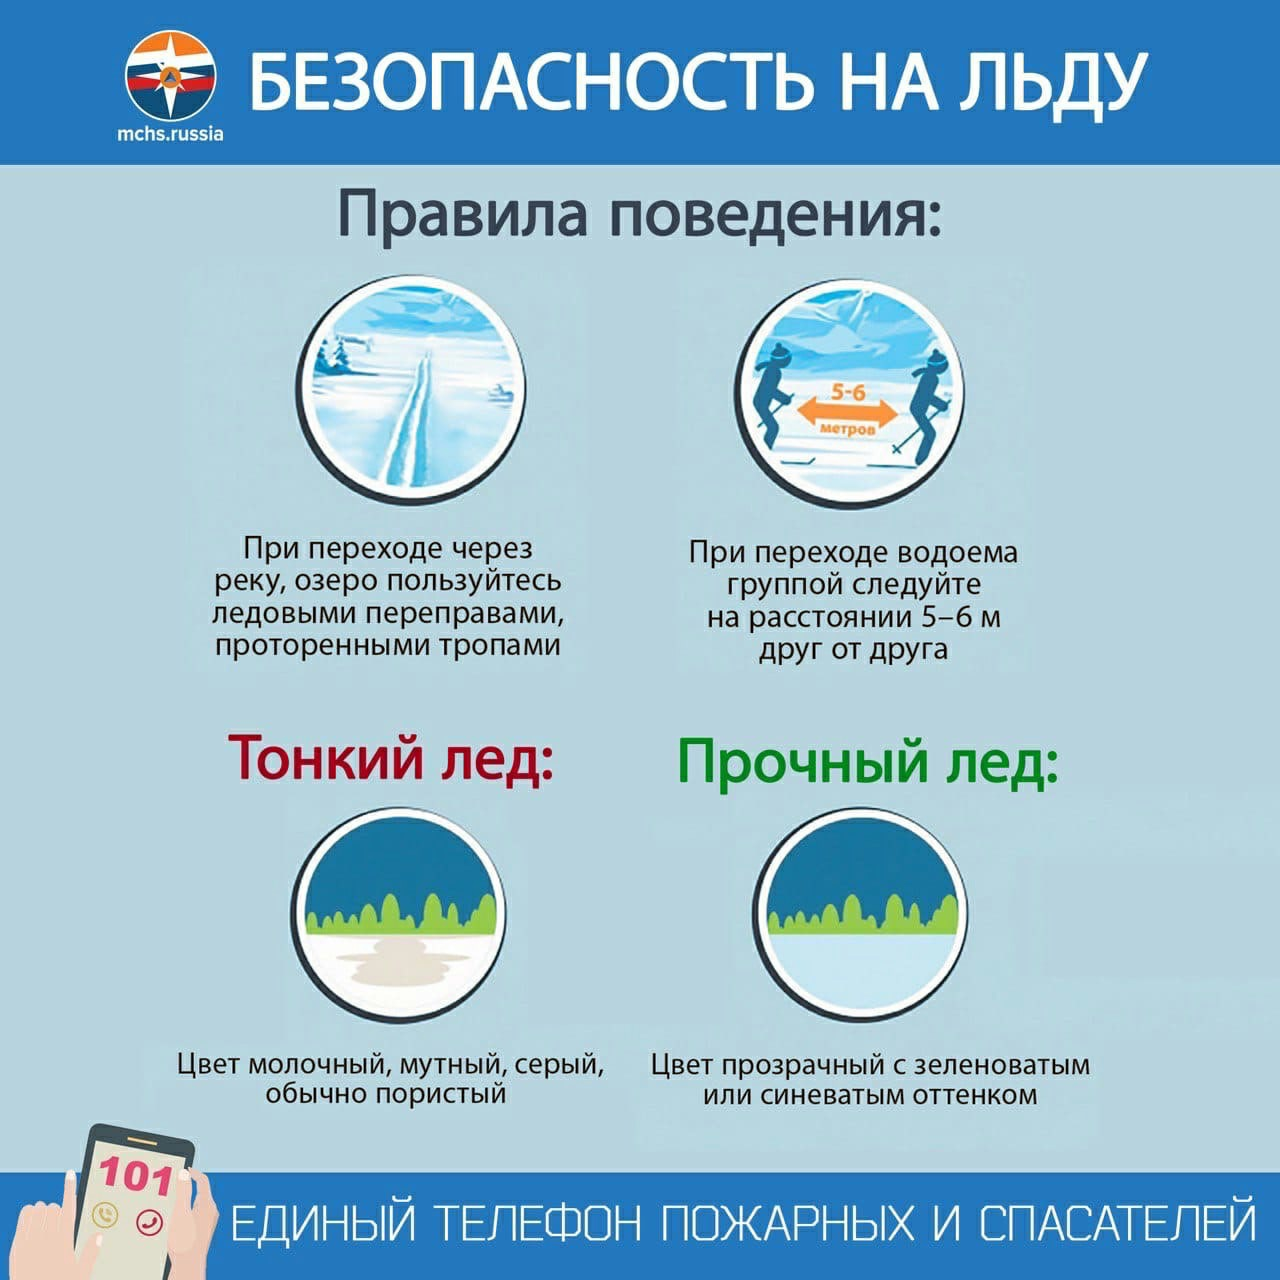 БЕЗОПАСНОСТЬ НА ЛЬДУ
mchs.russia
Правила поведения:
5-6
метров
При переходе через
реку, озеро пользуйтесь
ледовыми переправами,
проторенными тропами
При переходе водоема
группой следуйте
на расстоянии 5–6 м
друг от друга
Тонкий лед:
Цвет молочный, мутный, серый,
обычно пористый
Прочный лед:
Цвет прозрачный с зеленоватым
или синеватым оттенком
101
ЕДИНЫЙ ТЕЛЕФОН ПОЖАРНЫХ И СПАСАТЕЛЕЙ